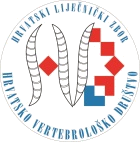 HRVATSKI LIJEČNIČKI ZBOR
HRVATSKO VERTEBROLOŠKO DRUŠTVO